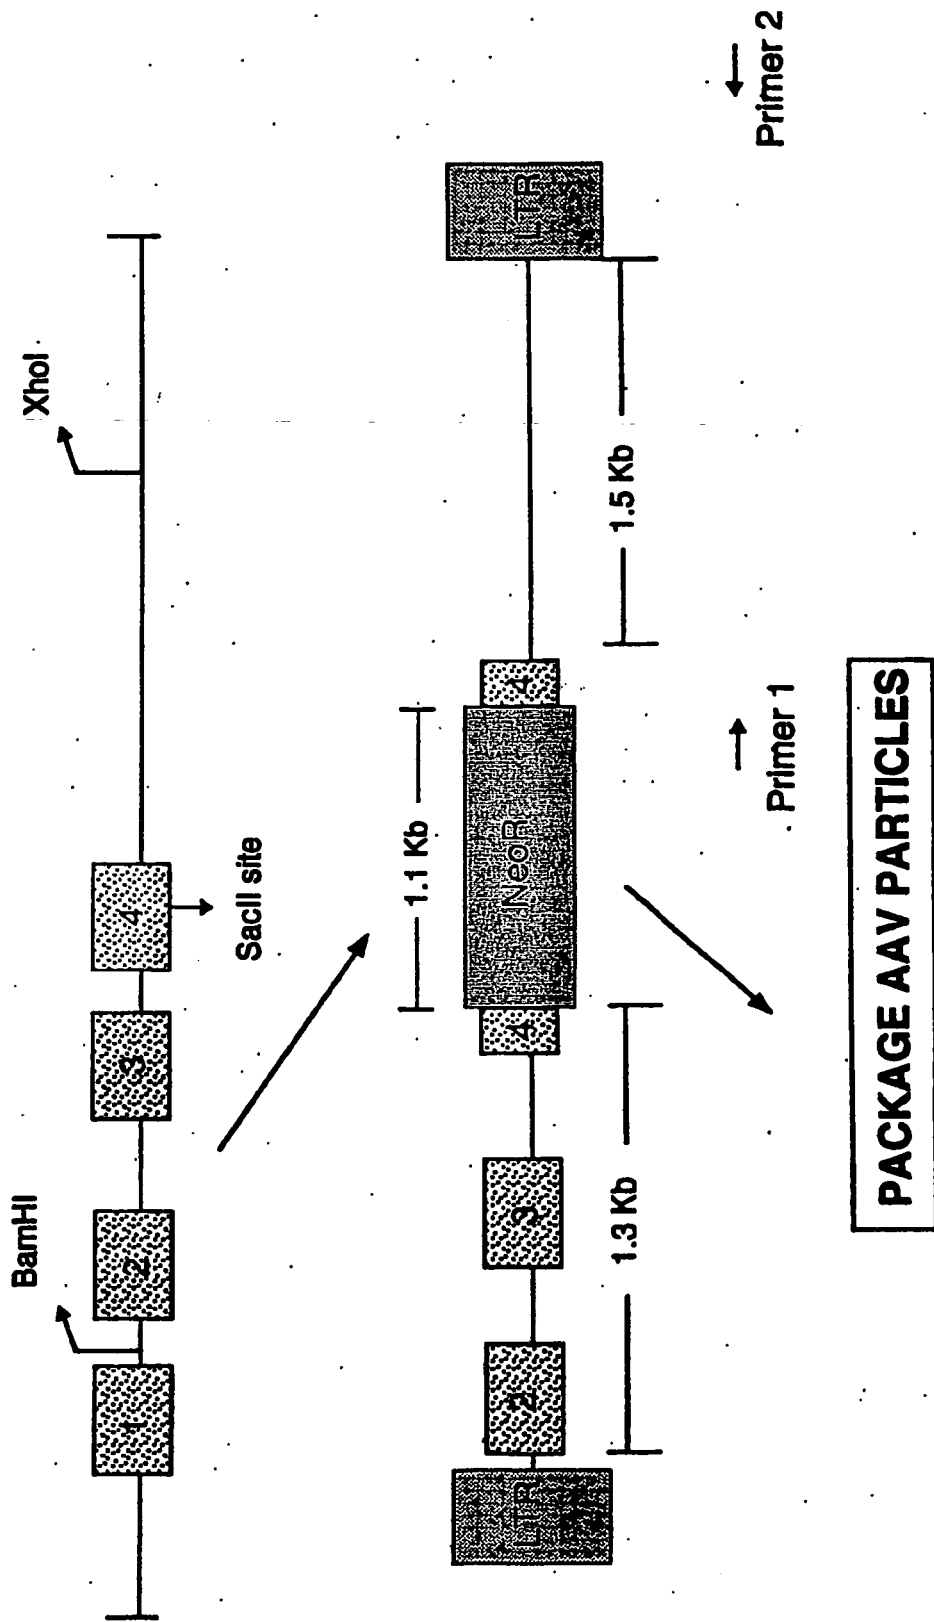 BamHI
XhoI
1
2
3
4
SacII site
1.1 Kb
LTR
2
3
4
NeoR
4
LTR
1.3 Kb
1.5 Kb
Primer 1
Primer 2
PACKAGE AAV PARTICLES